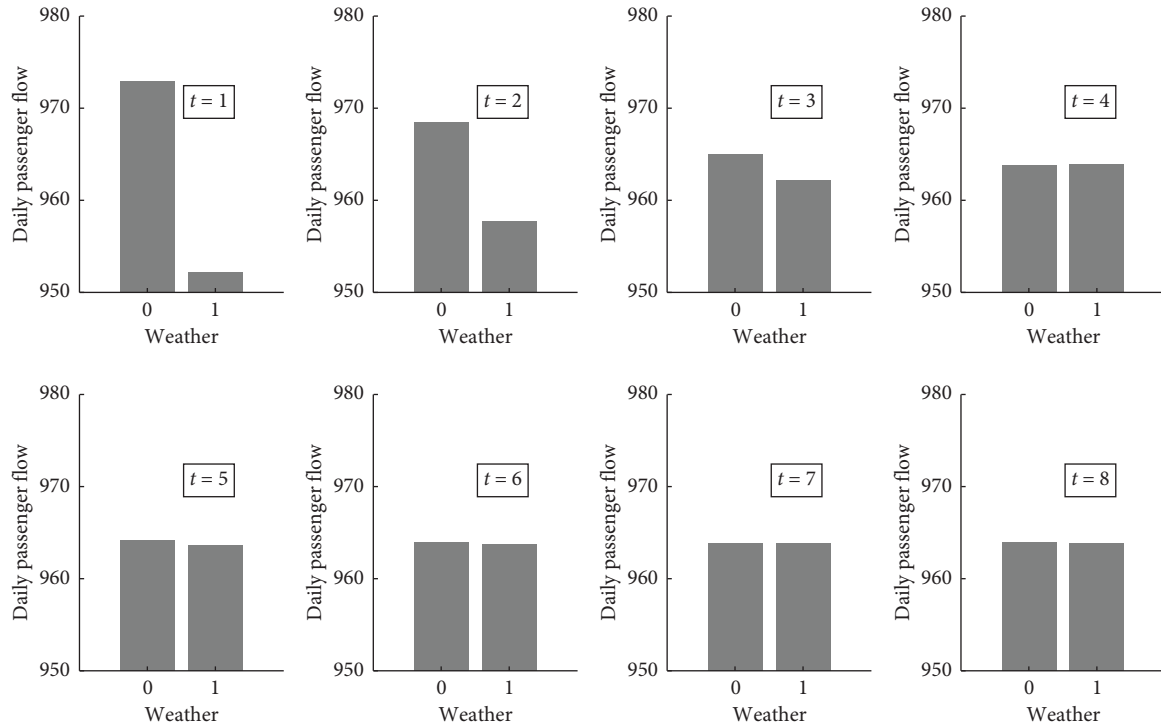 Daily passenger flow
980
970
960
950
t = 1
0 1
Weather
Daily passenger flow
980
970
960
950
t = 2
0 1
Weather
Daily passenger flow
980
970
960
950
t = 3
0 1
Weather
Daily passenger flow
980
970
960
950
t = 4
0 1
Weather
Daily passenger flow
980
970
960
950
t = 5
0 1
Weather
Daily passenger flow
980
970
960
950
t = 6
0 1
Weather
Daily passenger flow
980
970
960
950
t = 7
0 1
Weather
Daily passenger flow
980
970
960
950
t = 8
0 1
Weather